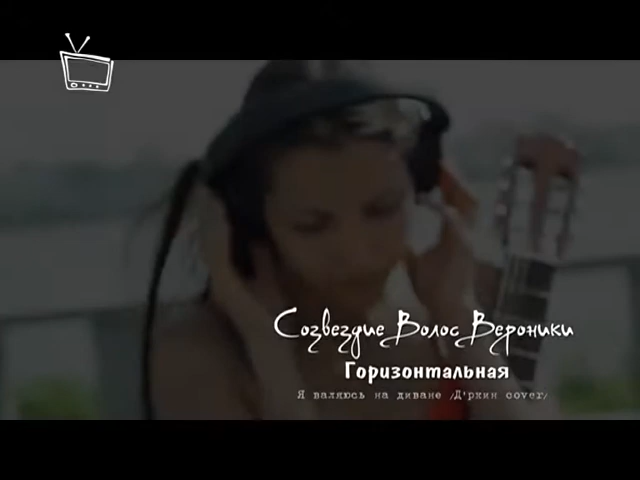 Созвездие Волос Вероники
Горизонтальная
Я валяюсь на диване /Д'ркин cover/